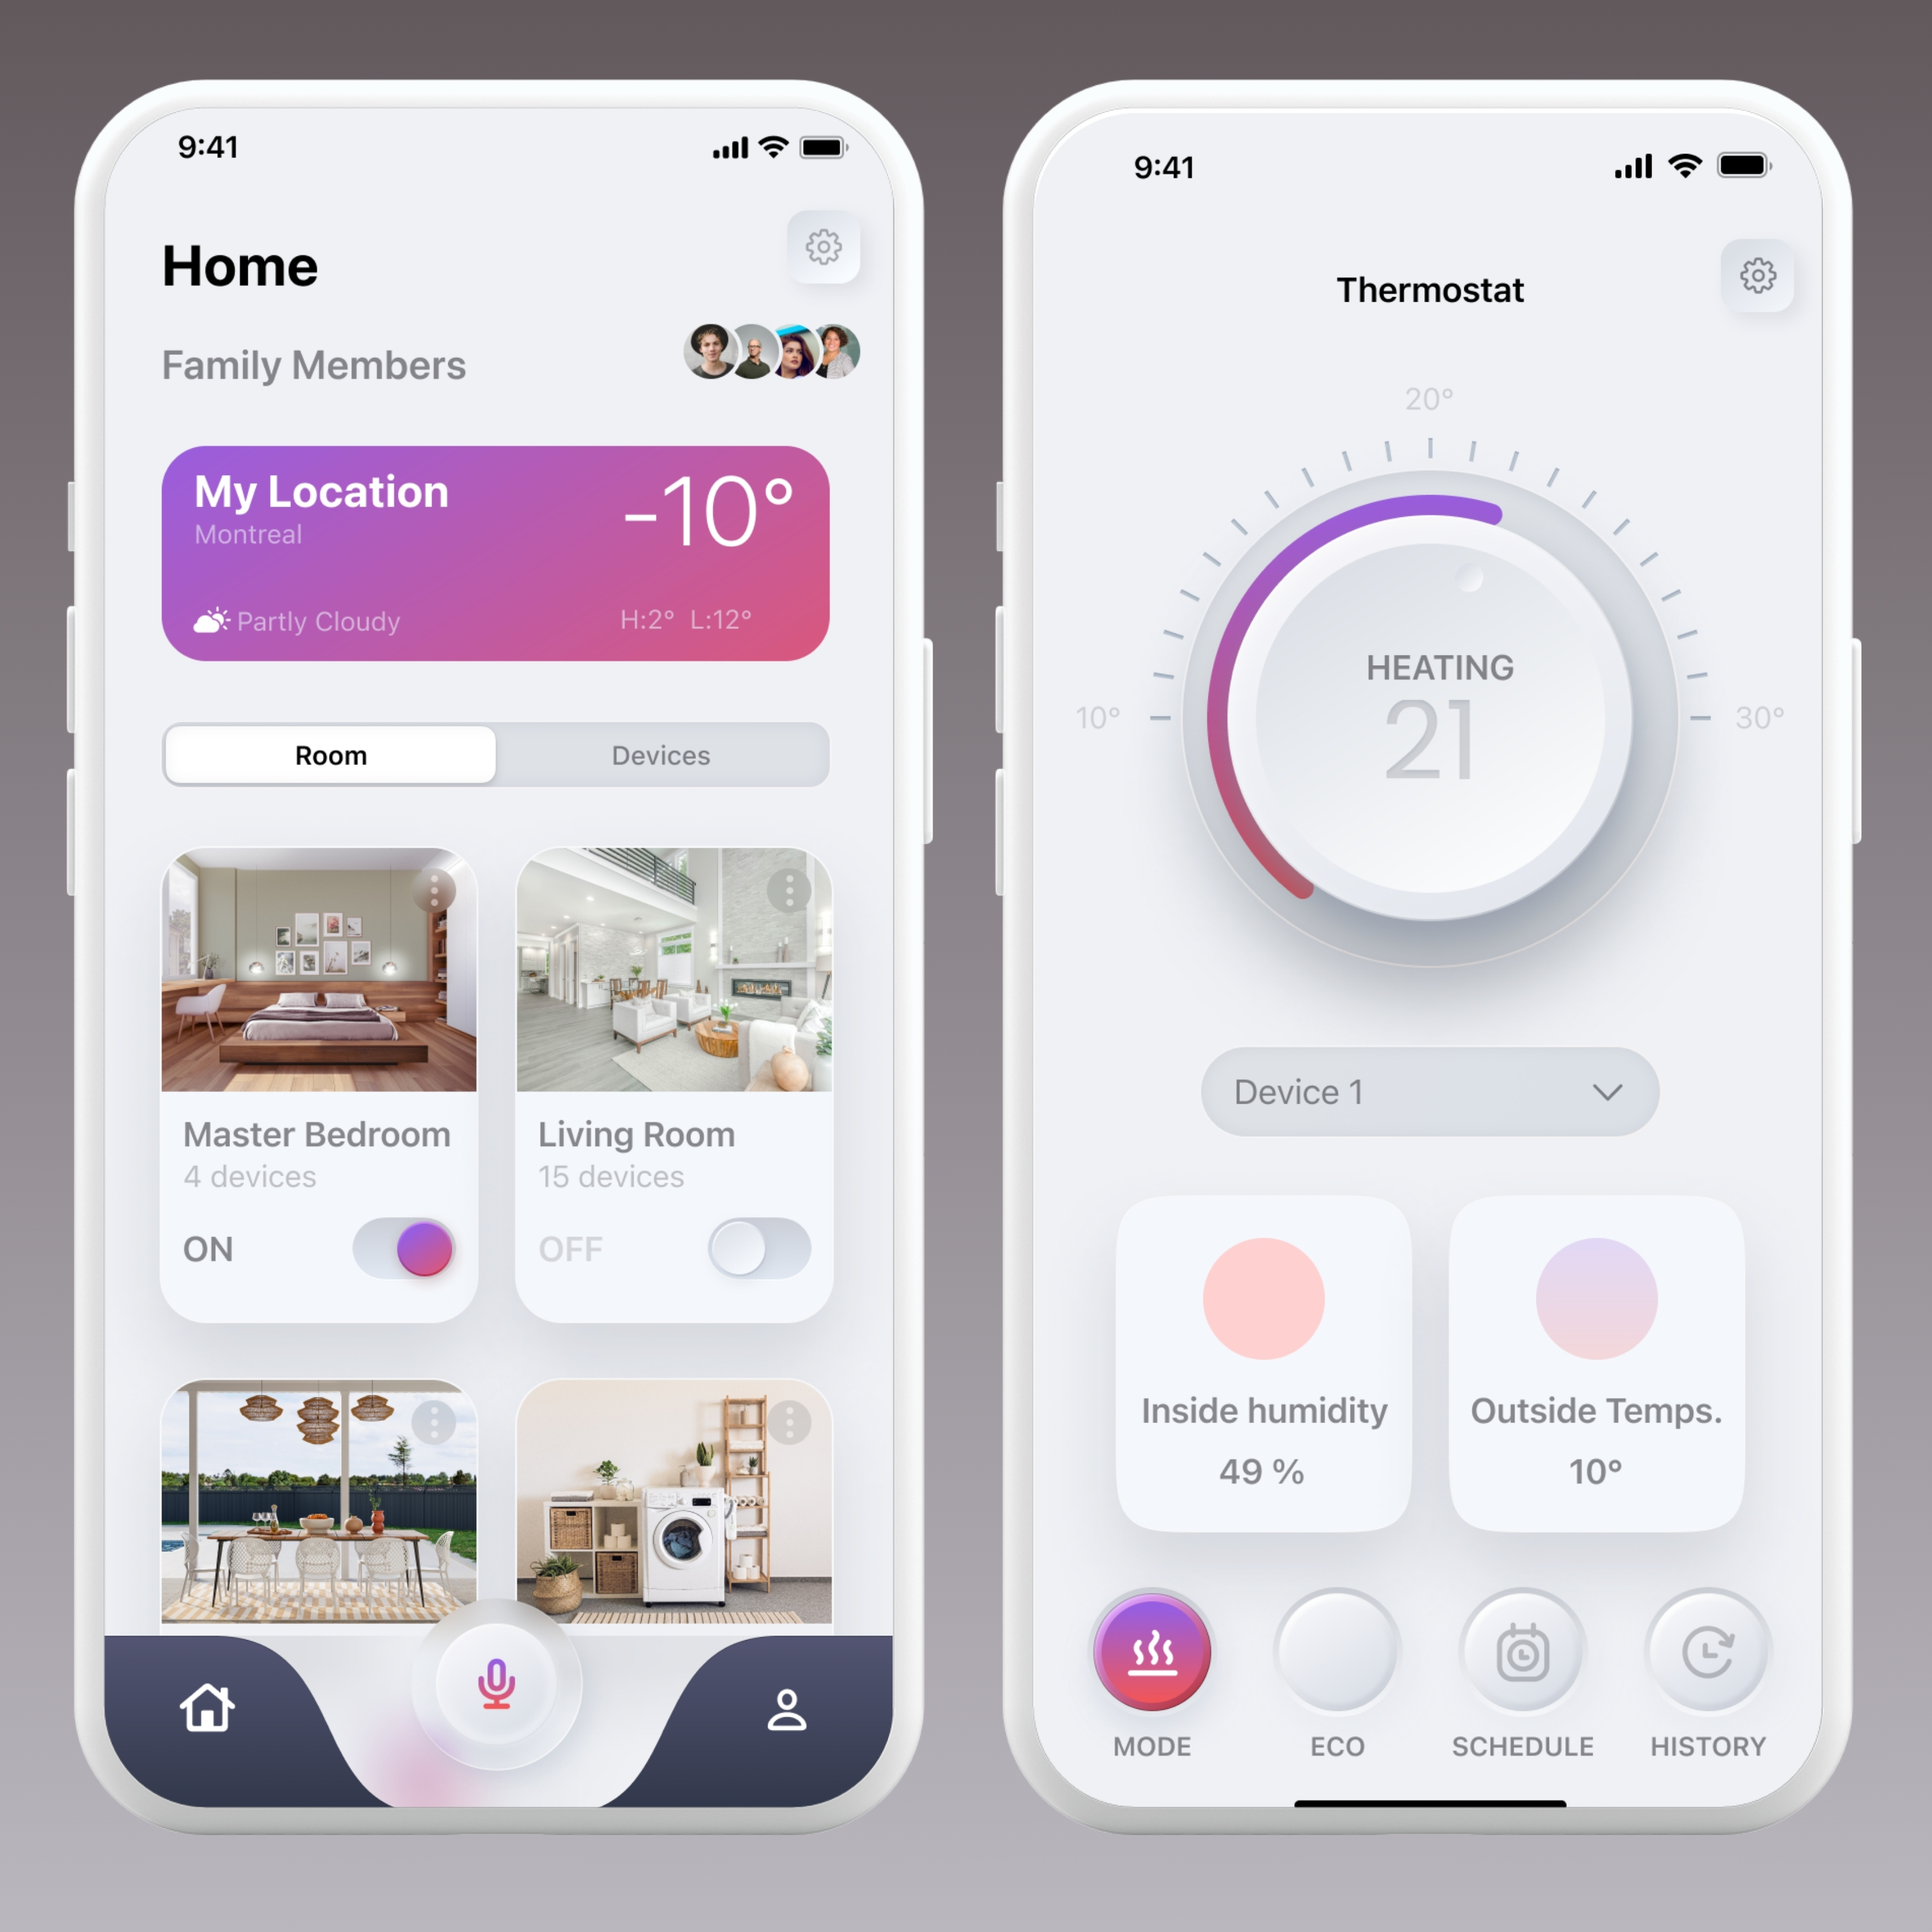 9:41
Home
Family Members
My Location
-10°
Montreal
Partly Cloudy
H:2° L:12°
Room
Devices
Master Bedroom
4 devices
ON
Living Room
15 devices
OFF
9:41
Thermostat
20°
10°
30°
HEATING
21
Device 1
Inside humidity
49 %
Outside Temps.
10°
MODE
ECO
SCHEDULE
HISTORY